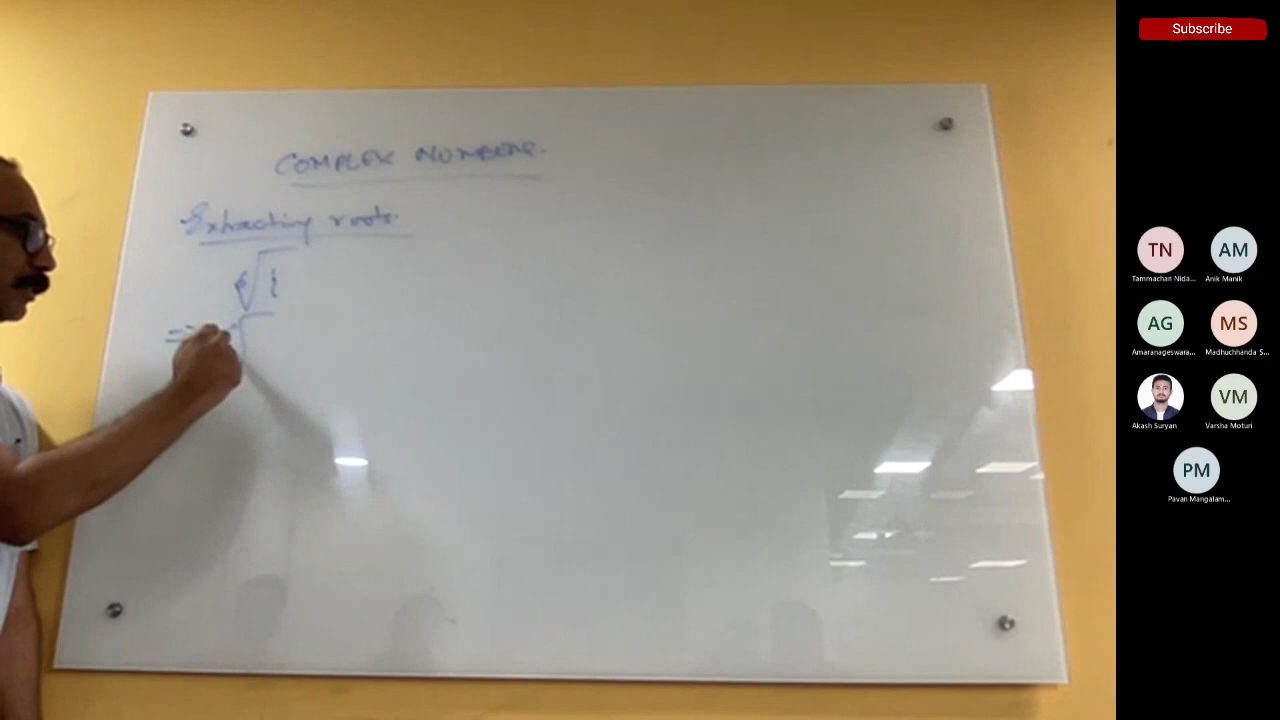 Subscribe
COMPLEX NUMBERS.
Extracting roots.
TN
AM
Tammachari Nida...
Anik Manik
AG
MS
Amaranageswara...
Madhuchhanda S...
VM
Akash Suryan
Varsha Moturi
PM
Pavan Mangalam...